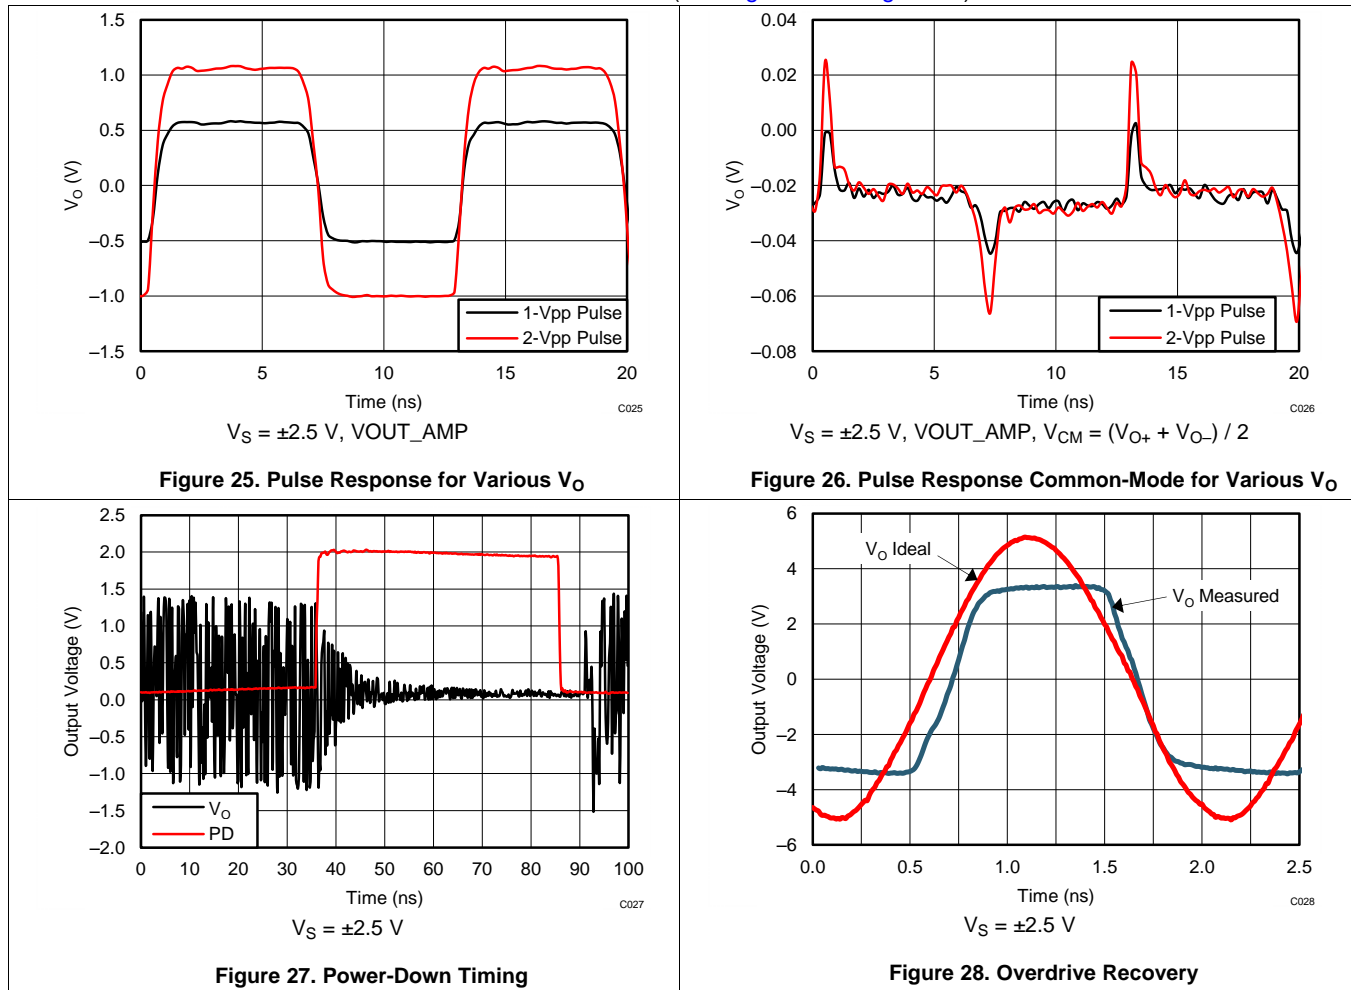 1.5
1.0
0.5
0.0
–0.5
–1.0
–1.5
VO (V)
1-Vpp Pulse
2-Vpp Pulse
0 5 10 15 20
Time (ns)
C025
VS = ±2.5 V, VOUT_AMP
Figure 25. Pulse Response for Various VO
0.04
0.02
0.00
–0.02
–0.04
–0.06
–0.08
VO (V)
1-Vpp Pulse
2-Vpp Pulse
0 5 10 15 20
Time (ns)
C026
VS = ±2.5 V, VOUT_AMP, VCM = (VO+ + VO–) / 2
Figure 26. Pulse Response Common-Mode for Various VO
2.5
2.0
1.5
1.0
0.5
0.0
–0.5
–1.0
–1.5
–2.0
Output Voltage (V)
VO
PD
0 10 20 30 40 50 60 70 80 90 100
Time (ns)
C027
VS = ±2.5 V
Figure 27. Power-Down Timing
6
4
2
0
–2
–4
–6
Output Voltage (V)
VO Ideal
VO Measured
0.0 0.5 1.0 1.5 2.0 2.5
Time (ns)
C028
VS = ±2.5 V
Figure 28. Overdrive Recovery